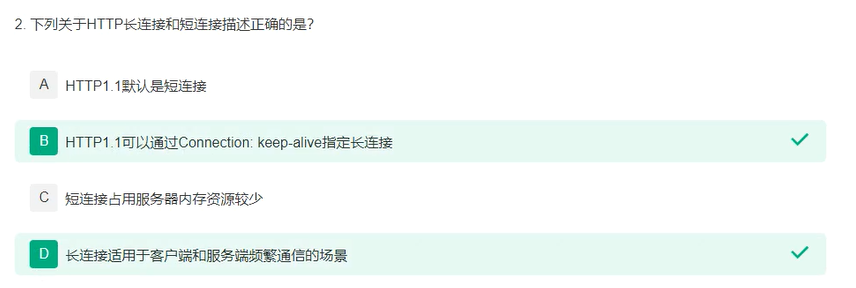 2. 下列关于HTTP长连接和短连接描述正确的是？
A HTTP1.1默认是短连接
B HTTP1.1可以通过Connection: keep-alive指定长连接
C 短连接占用服务器内存资源较少
D 长连接适用于客户端和服务端频繁通信的场景